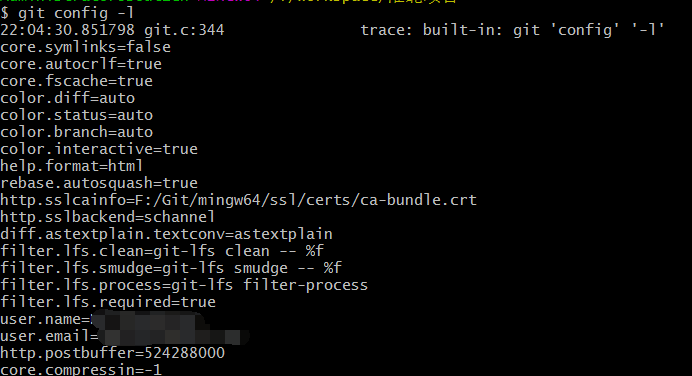 $ git config -l
22:04:30.851798 git.c:344 trace: built-in: git 'config' '-l'
core.symlinks=false
core.autocrlf=true
core.fscache=true
color.diff=auto
color.status=auto
color.branch=auto
color.interactive=true
help.format=html
rebase.autosquash=true
http.sslcainfo=F:/Git/mingw64/ssl/certs/ca-bundle.crt
http.sslbackend=schannel
diff.astextplain.textconv=astextplain
filter.lfs.clean=git-lfs clean -- %f
filter.lfs.smudge=git-lfs smudge -- %f
filter.lfs.process=git-lfs filter-process
filter.lfs.required=true
user.name=
user.email=
http.postbuffer=524288000
core.compressin=-1